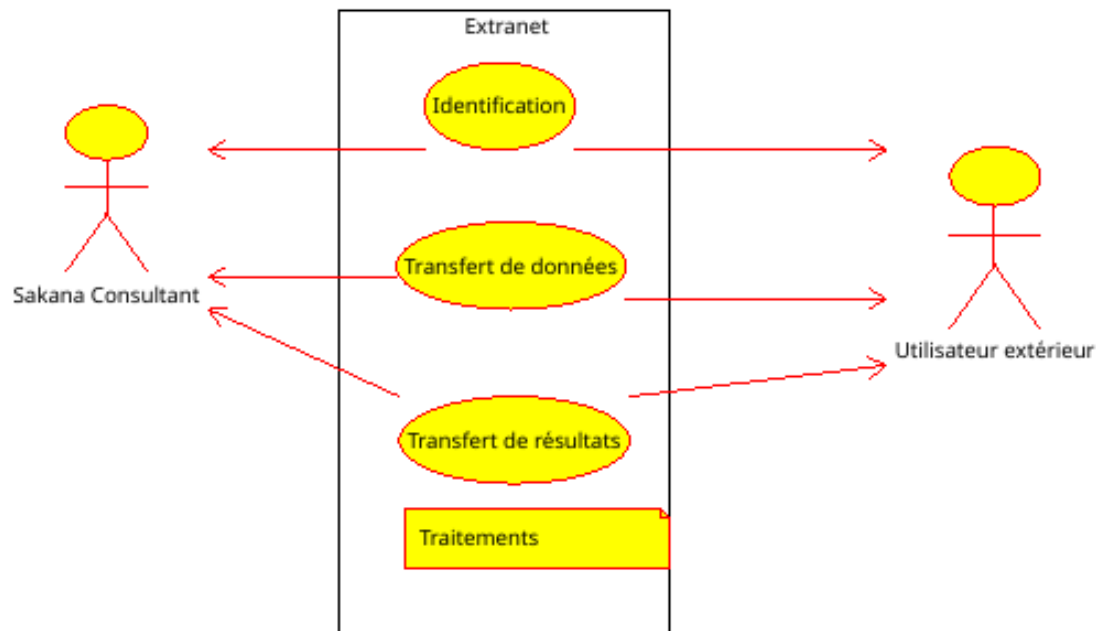 Extranet
Identification
Transfert de données
Sakana Consultant
Utilisateur extérieur
Transfert de résultats
Traitements